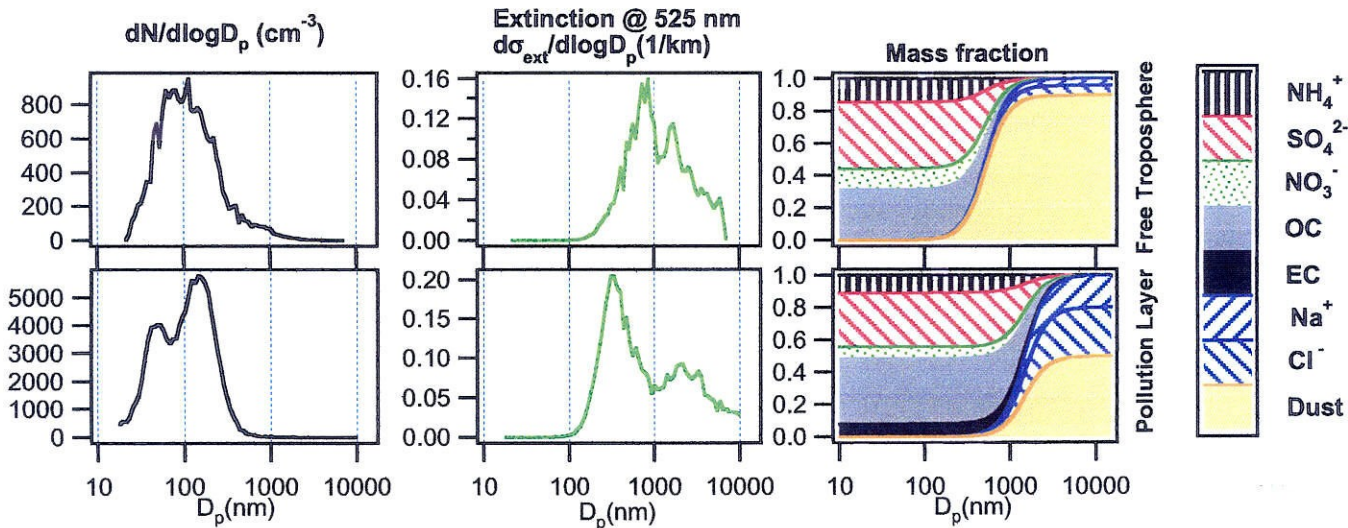 dN/dlogDp (cm-3)
Extinction @ 525 nm
dσext/dlogDp(1/km)
Mass fraction
800
600
400
200
0
0.16
0.12
0.08
0.04
0.00
1.0
0.8
0.6
0.4
0.2
0.0
Free Troposphere
5000
4000
3000
2000
1000
0
0.20
0.15
0.10
0.05
0.00
1.0
0.8
0.6
0.4
0.2
0.0
Pollution Layer
10 100 1000 10000
Dp(nm)
10 100 1000 10000
Dp(nm)
10 100 1000 10000
Dp(nm)
NH4+
SO42-
NO3-
OC
EC
Na+
Cl-
Dust